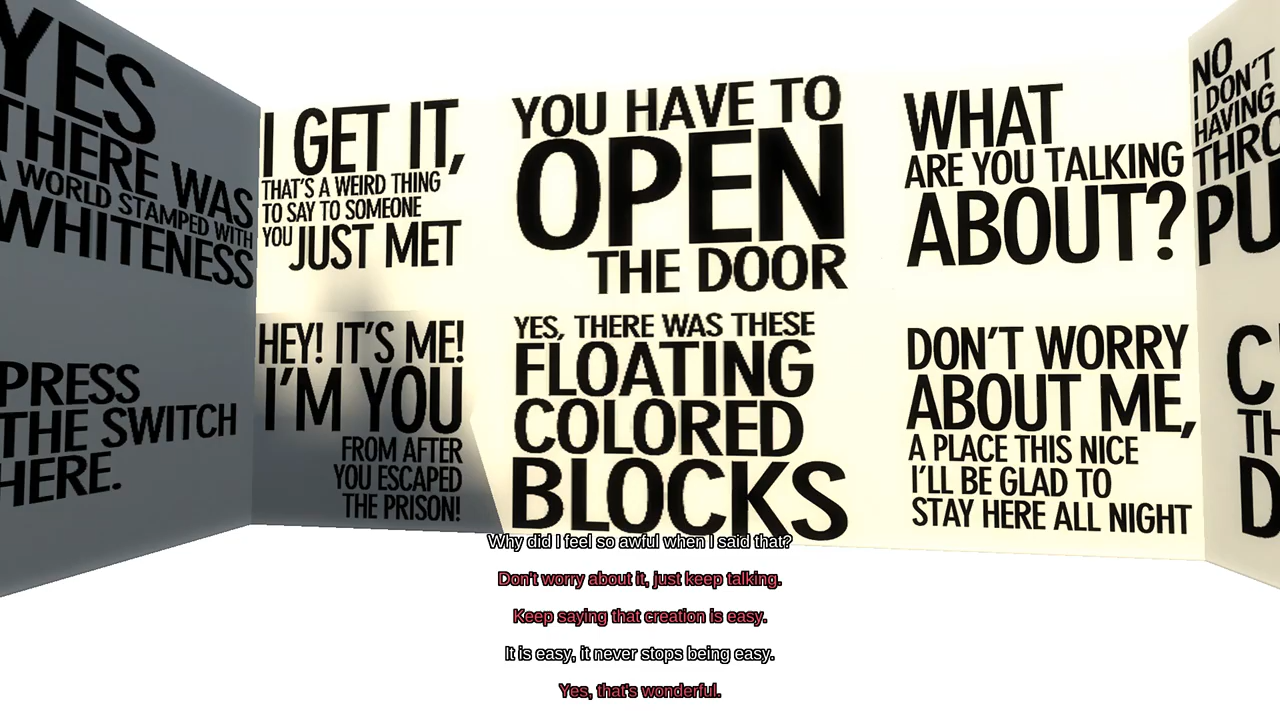 YES
THERE WAS
A WORLD STAMPED WITH
WHITENESS
PRESS
THE SWITCH
HERE.
I GET IT,
THAT'S A WEIRD THING
TO SAY TO SOMEONE
YOU JUST MET
HEY! IT'S ME!
I'M YOU
FROM AFTER
YOU ESCAPED
THE PRISON!
YOU HAVE TO
OPEN
THE DOOR
YES, THERE WAS THESE
FLOATING
COLORED
BLOCKS
WHAT
ARE YOU TALKING
ABOUT?
DON'T WORRY
ABOUT ME,
A PLACE THIS NICE
I'LL BE GLAD TO
STAY HERE ALL NIGHT
NO
I DON'T
HAVING
Why did I feel so awful when I said that?
Don't worry about it, just keep talking.
Keep saying that creation is easy.
It is easy, it never stops being easy.
Yes, that's wonderful.